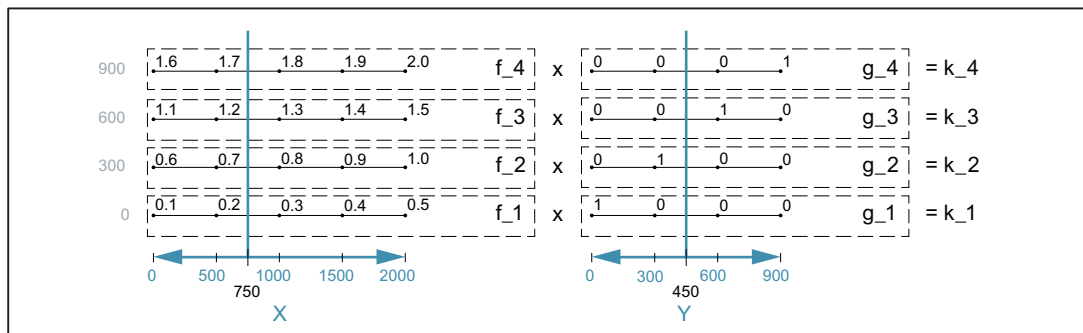 900 1.6 1.7 1.8 1.9 2.0 f_4 x 0 0 0 1 g_4 = k_4
600 1.1 1.2 1.3 1.4 1.5 f_3 x 0 0 1 0 g_3 = k_3
300 0.6 0.7 0.8 0.9 1.0 f_2 x 0 1 0 0 g_2 = k_2
0 0.1 0.2 0.3 0.4 0.5 f_1 x 1 0 0 0 g_1 = k_1
0 500 1000 1500 2000 0 300 600 900
750 450
X Y